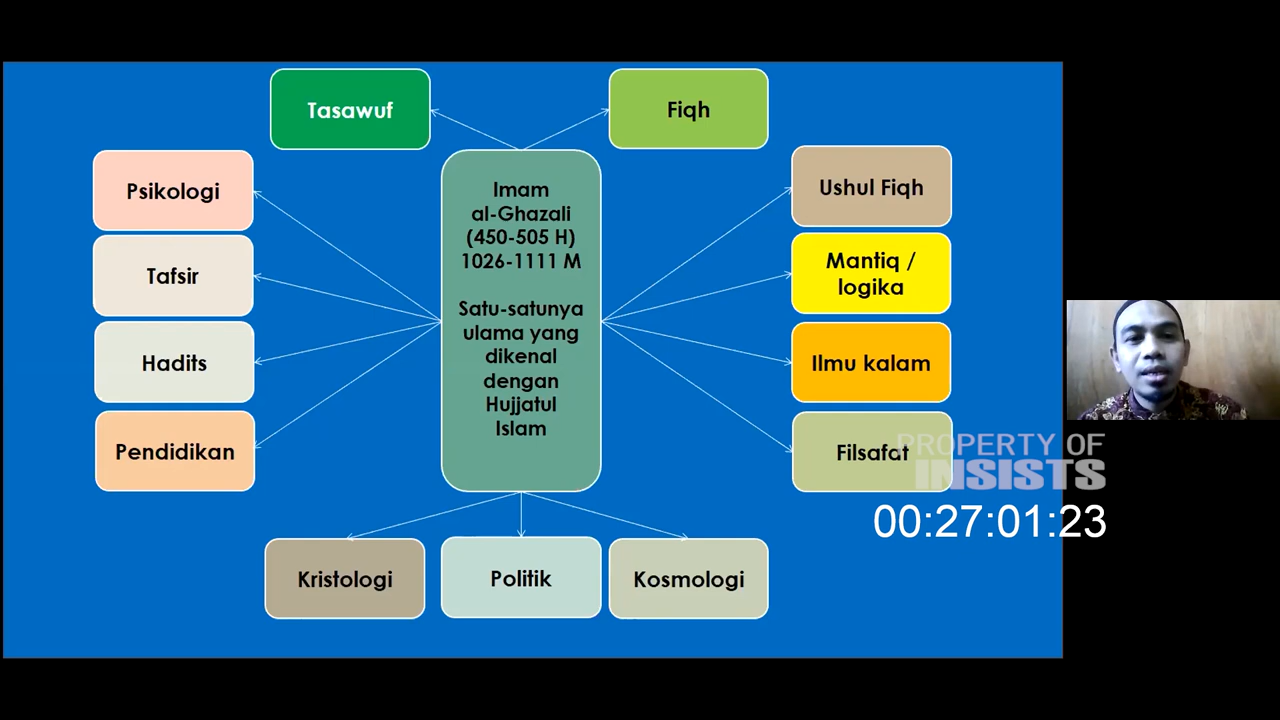 Tasawuf
Fiqh
Psikologi
Tafsir
Hadits
Pendidikan
Imam
al-Ghazali
(450-505 H)
1026-1111 M
Satu-satunya
ulama yang
dikenal
dengan
Hujjatul
Islam
Ushul Fiqh
Mantiq /
logika
Ilmu kalam
Filsafat
PROPERTY OF
INSISTS
00:27:01:23
Kristologi
Politik
Kosmologi